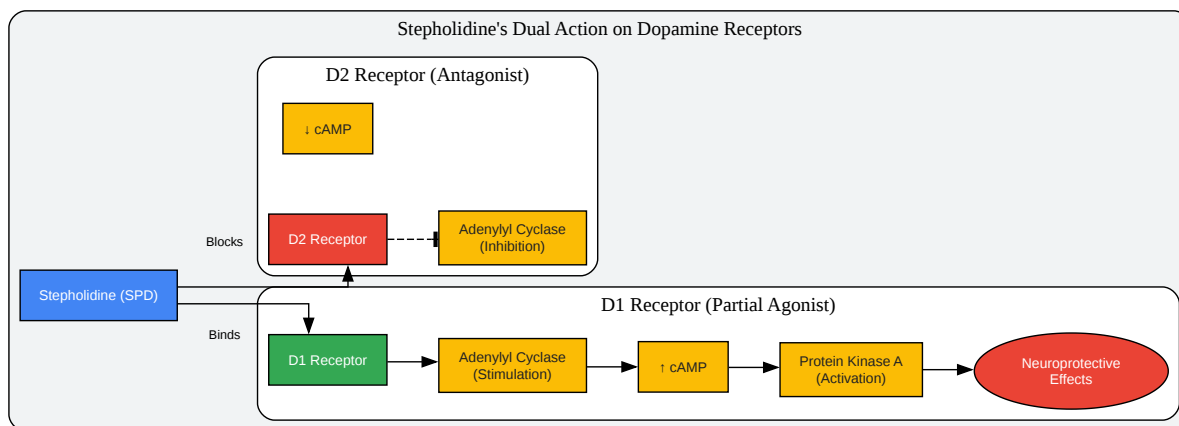 Stepholidine's Dual Action on Dopamine Receptors
D2 Receptor (Antagonist)
↓ cAMP
Blocks
D2 Receptor
Adenylyl Cyclase
(Inhibition)
Stepholidine (SPD)
Binds
D1 Receptor (Partial Agonist)
D1 Receptor
Adenylyl Cyclase
(Stimulation)
↑ cAMP
Protein Kinase A
(Activation)
Neuroprotective
Effects